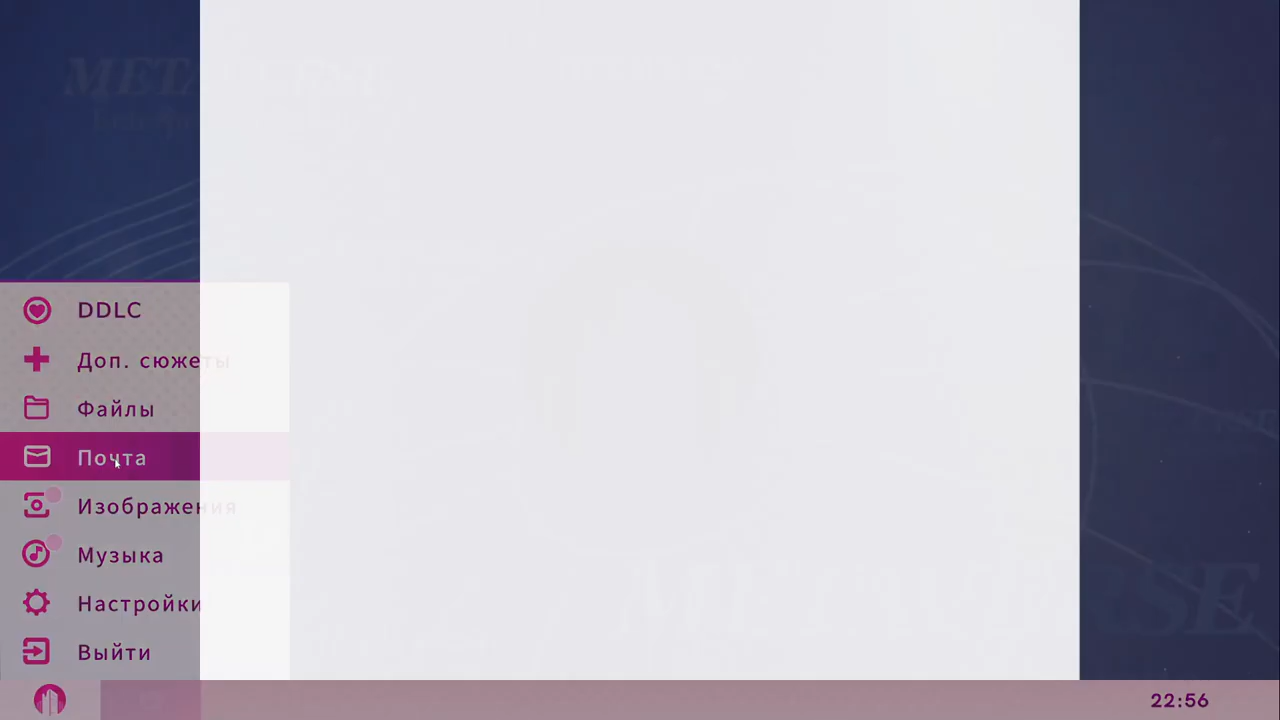 DDLC
Доп. сюжеты
Файлы
Почта
Изображения
Музыка
Настройки
Выйти
22:56